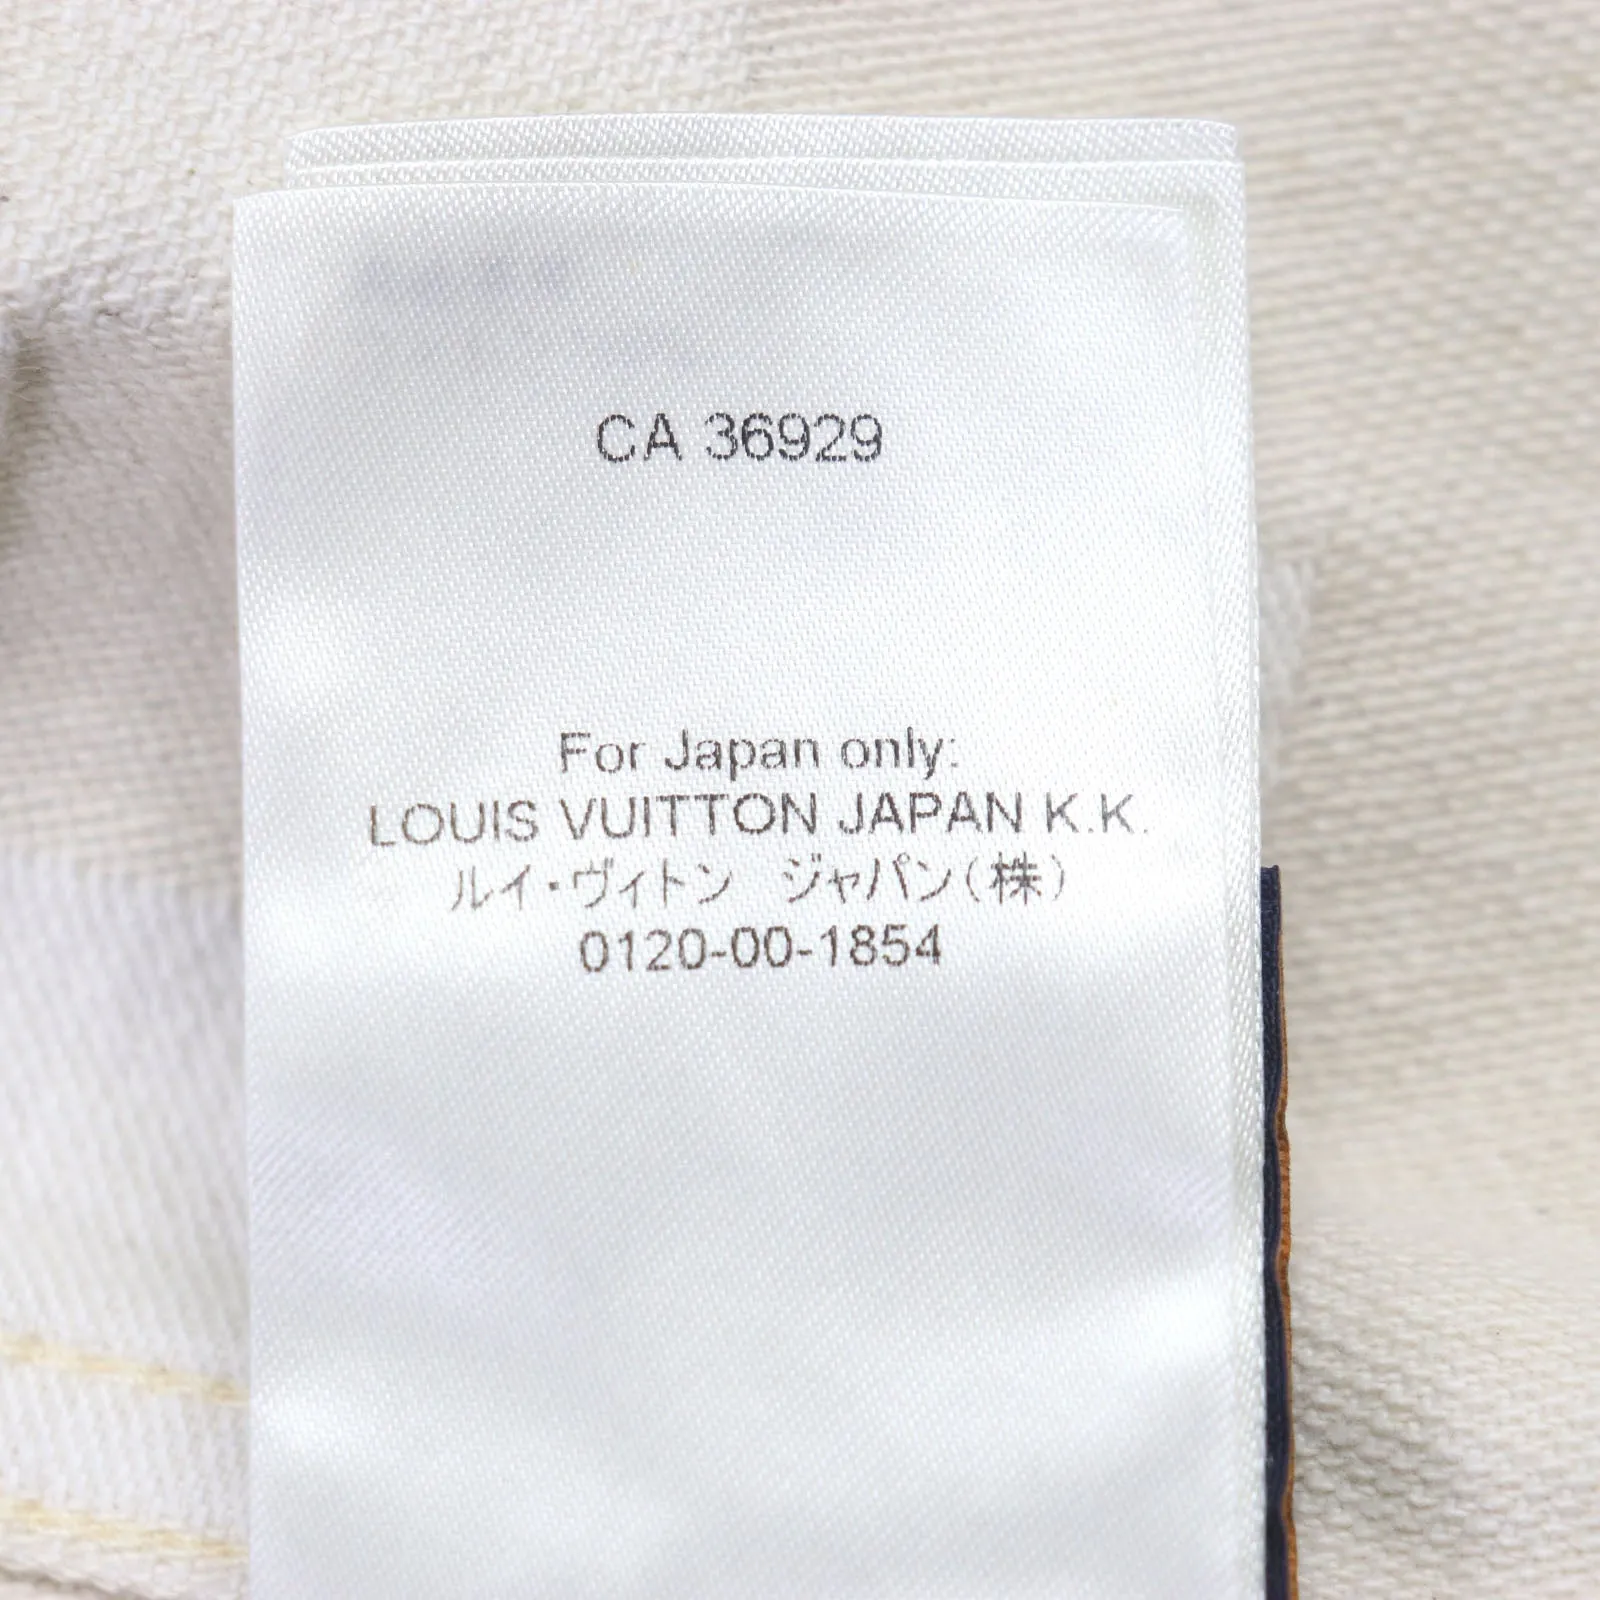 CA 36929
For Japan only:
LOUIS VUITTON JAPAN K.K.
ルイ・ヴィトン　ジャパン(株)
0120-00-1854